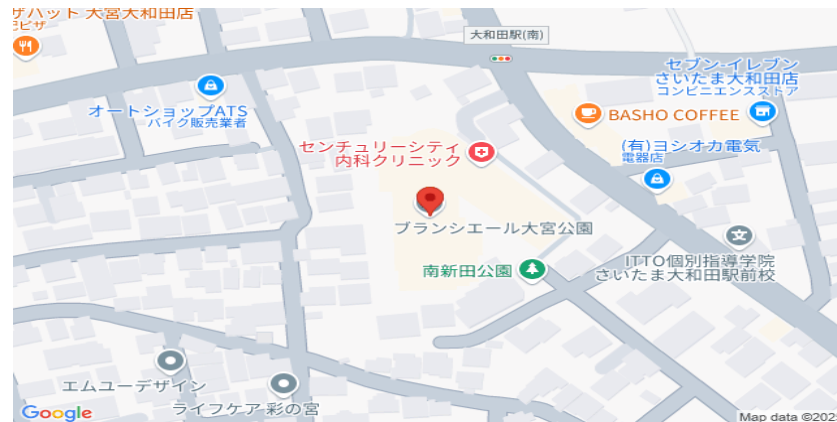 ザハット 大宮大和田店
ピザ
大和田駅(南)
セブン-イレブン
さいたま大和田店
コンビニエンスストア
オートショップATS
バイク販売業者
BASHO COFFEE
センチュリーシティ
内科クリニック
(有)ヨシオカ電気
電器店
ブランシエール大宮公園
文
南新田公園
ITTO個別指導学院
さいたま大和田駅前校
エムユーデザイン
ライフケア 彩の宮
Google
Map data ©202